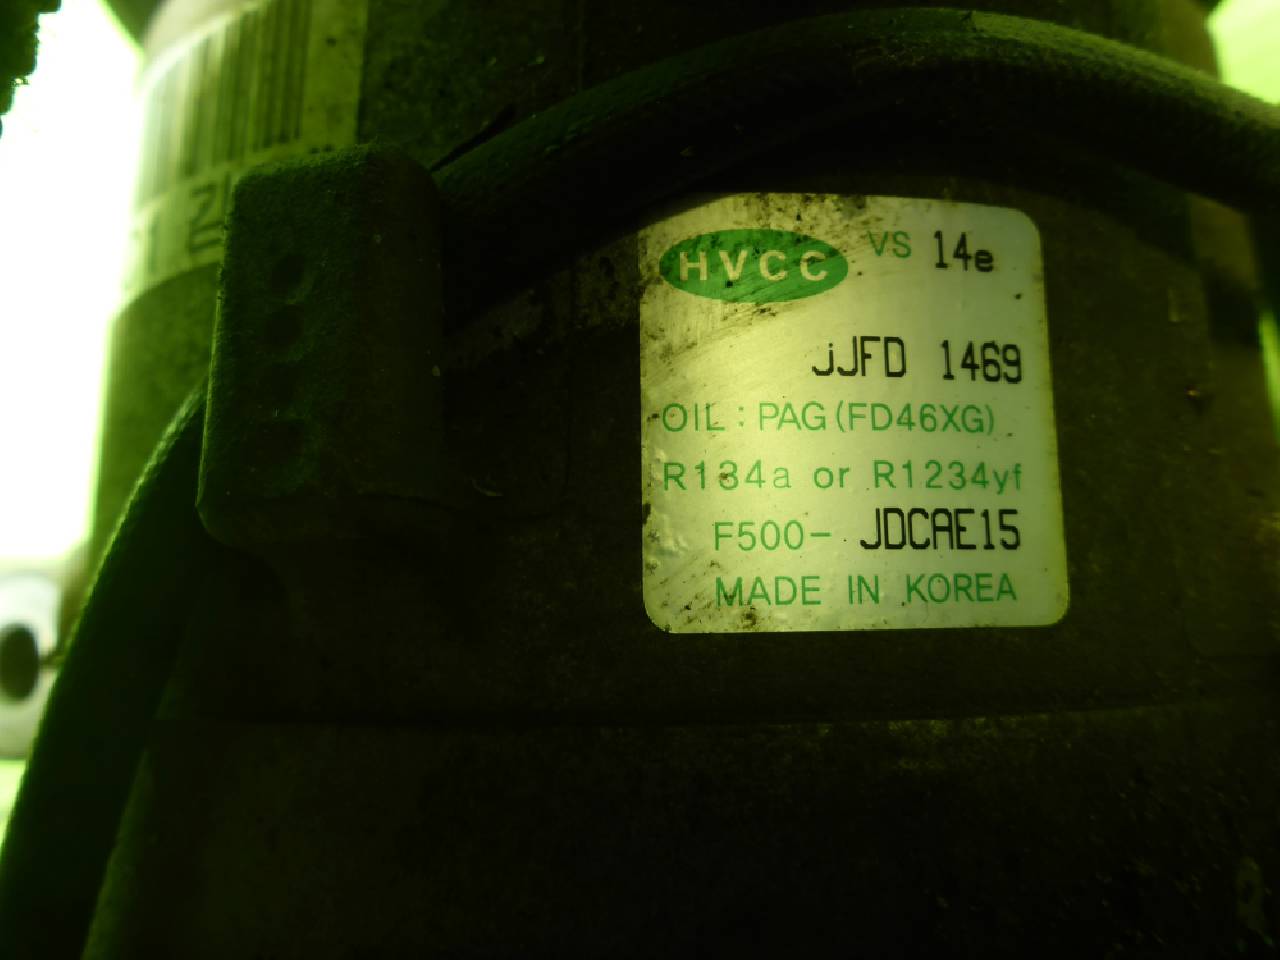 HVCC VS 14e
jJFD 1469
OIL : PAG (FD46XG)
R134a or R1234yf
F500- JDCAE15
MADE IN KOREA